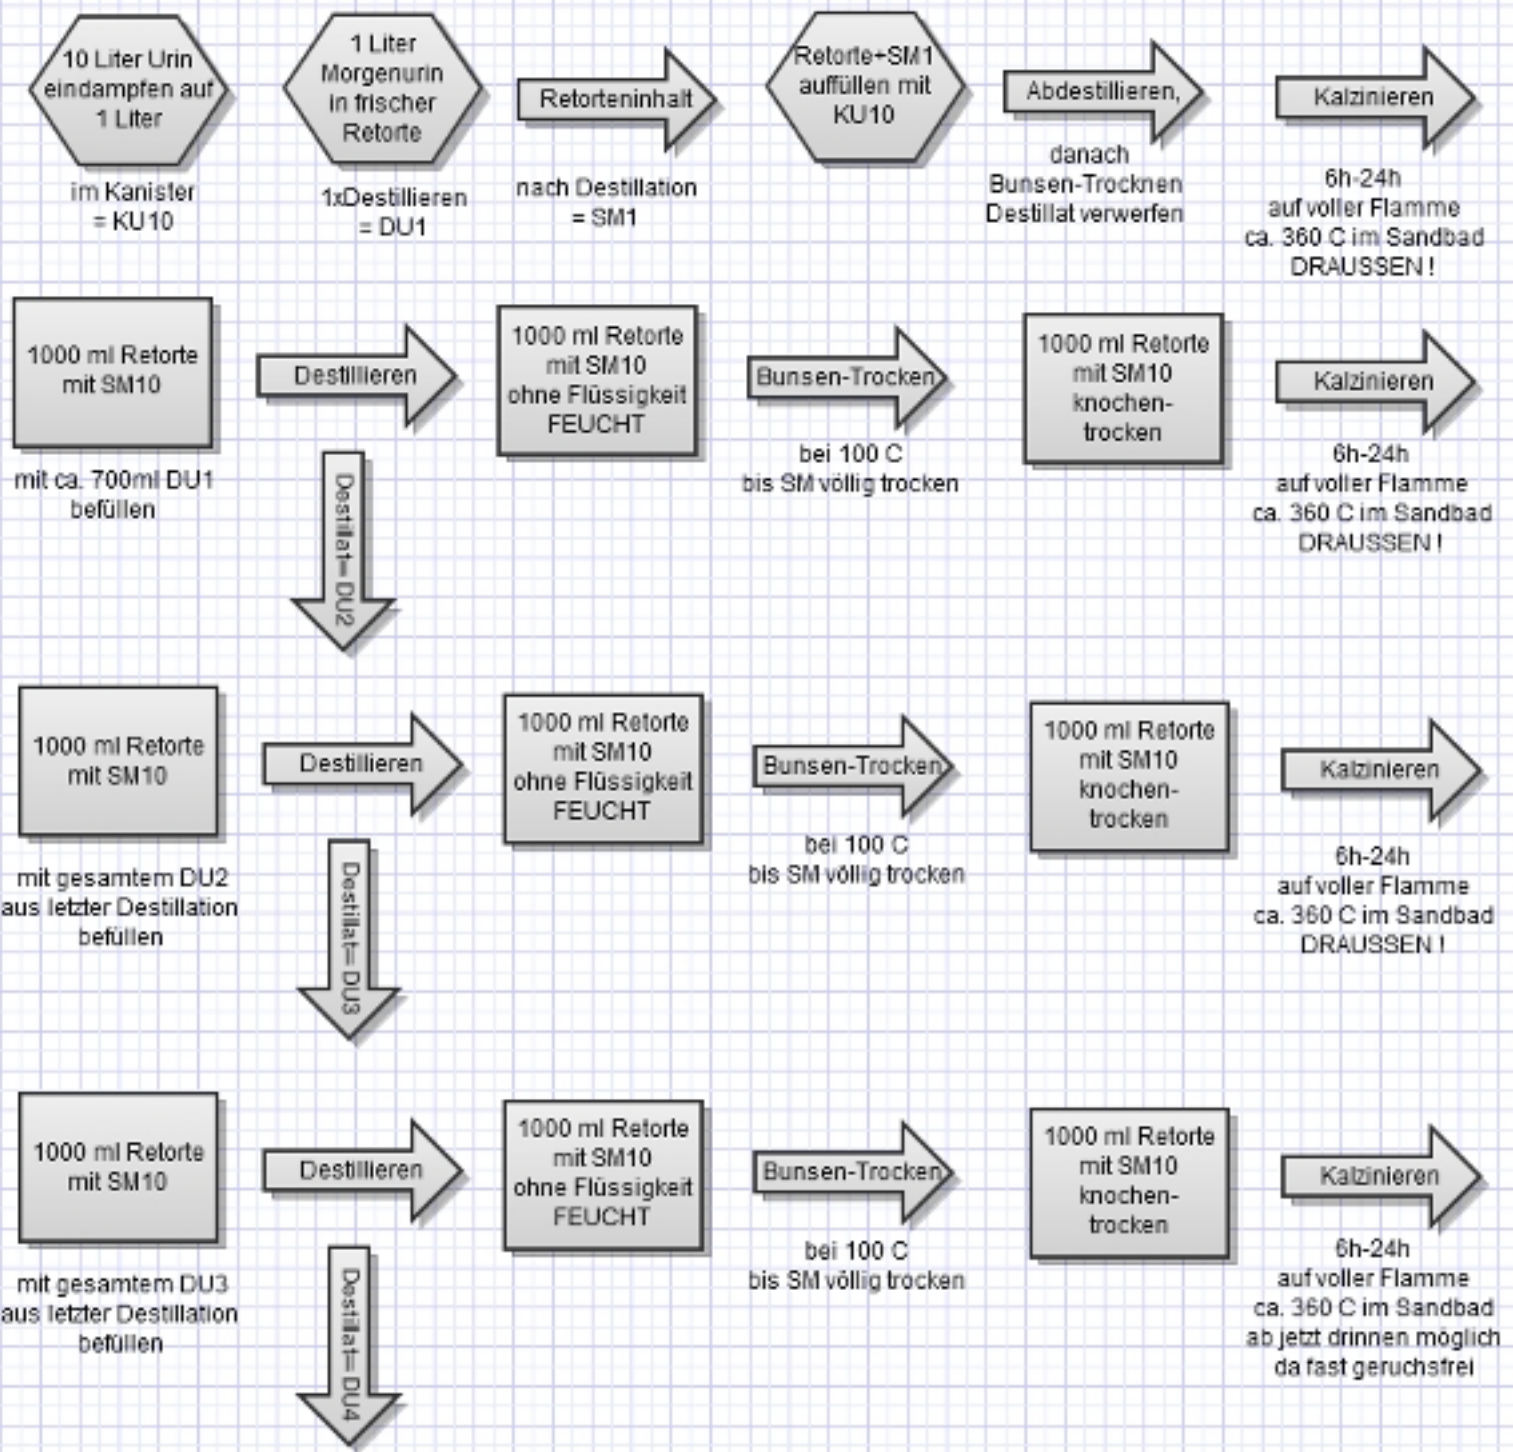 10 Liter Urin
eindampfen auf
1 Liter
im Kanister
= KU10
1 Liter
Morgenurin
in frischer
Retorte
1xDestillieren
= DU1
Retorteninhalt
nach Destillation
= SM1
Retorte+SM1
auffüllen mit
KU10
Abdestillieren,
danach
Bunsen-Trocknen
Destillat verwerfen
Kalzinieren
6h-24h
auf voller Flamme
ca. 360 C im Sandbad
DRAUSSEN !
1000 ml Retorte
mit SM10
mit ca. 700ml DU1
befüllen
Destillieren
Destillat= DU2
1000 ml Retorte
mit SM10
ohne Flüssigkeit
FEUCHT
Bunsen-Trocken
bei 100 C
bis SM völlig trocken
1000 ml Retorte
mit SM10
knochen-
trocken
Kalzinieren
6h-24h
auf voller Flamme
ca. 360 C im Sandbad
DRAUSSEN !
1000 ml Retorte
mit SM10
mit gesamtem DU2
aus letzter Destillation
befüllen
Destillieren
Destillat= DU3
1000 ml Retorte
mit SM10
ohne Flüssigkeit
FEUCHT
Bunsen-Trocken
bei 100 C
bis SM völlig trocken
1000 ml Retorte
mit SM10
knochen-
trocken
Kalzinieren
6h-24h
auf voller Flamme
ca. 360 C im Sandbad
DRAUSSEN !
1000 ml Retorte
mit SM10
mit gesamtem DU3
aus letzter Destillation
befüllen
Destillieren
Destillat= DU4
1000 ml Retorte
mit SM10
ohne Flüssigkeit
FEUCHT
Bunsen-Trocken
bei 100 C
bis SM völlig trocken
1000 ml Retorte
mit SM10
knochen-
trocken
Kalzinieren
6h-24h
auf voller Flamme
ca. 360 C im Sandbad
ab jetzt drinnen möglich
da fast geruchsfrei